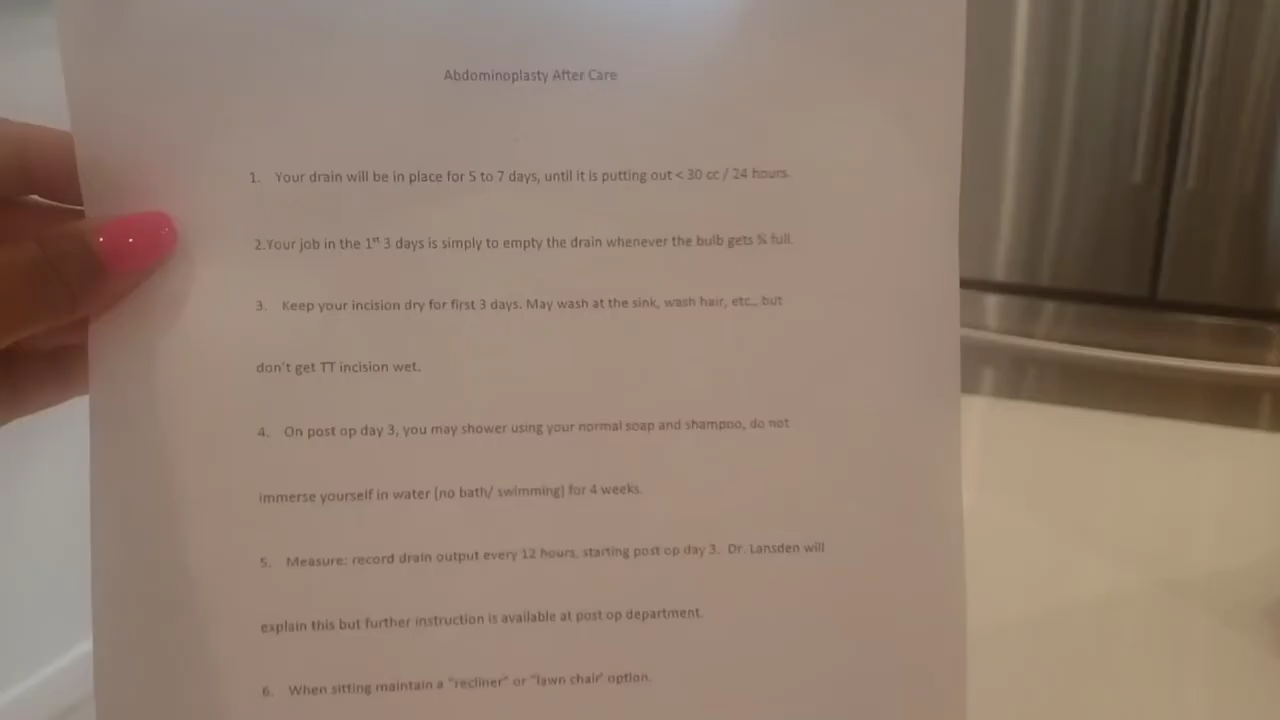 Abdominoplasty After Care
1. Your drain will be in place for 5 to 7 days, until it is putting out < 30 cc / 24 hours.
2.Your job in the 1st 3 days is simply to empty the drain whenever the bulb gets full.
3. Keep your incision dry for first 3 days. May wash at the sink, wash hair, etc., but
don't get TT incision wet.
4. On post op day 3, you may shower using your normal soap and shampoo, do not
immerse yourself in water (no bath/ swimming) for 4 weeks.
5. Measure: record drain output every 12 hours, starting post op day 3. Dr. Lansden will
explain this but further instruction is available at post op department.
6. When sitting maintain a "recliner" or "lawn chair' option.